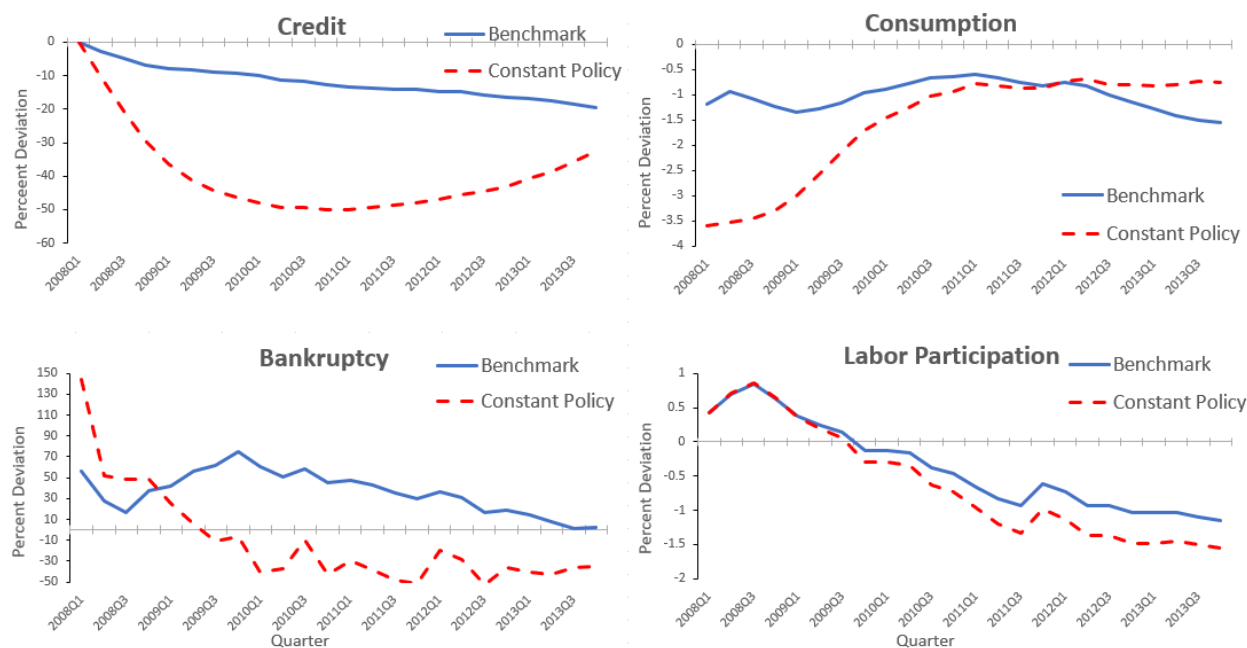 Credit
Benchmark
Constant Policy
Perceent Deviation
0
-10
-20
-30
-40
-50
-60
2008Q1
2008Q3
2009Q1
2009Q3
2010Q1
2010Q3
2011Q1
2011Q3
2012Q1
2012Q3
2013Q1
2013Q3
Consumption
Benchmark
Constant Policy
Percent Deviation
0
-0.5
-1
-1.5
-2
-2.5
-3
-3.5
-4
2008Q1
2008Q3
2009Q1
2009Q3
2010Q1
2010Q3
2011Q1
2011Q3
2012Q1
2012Q3
2013Q1
2013Q3
Bankruptcy
Benchmark
Constant Policy
Percent Deviation
150
130
110
90
70
50
30
10
-10
-30
-50
2008Q1
2008Q3
2009Q1
2009Q3
2010Q1
2010Q3
2011Q1
2011Q3
2012Q1
2012Q3
2013Q1
2013Q3
Quarter
Labor Participation
Benchmark
Constant Policy
Percent Deviation
1
0.5
0
-0.5
-1
-1.5
-2
2008Q1
2008Q3
2009Q1
2009Q3
2010Q1
2010Q3
2011Q1
2011Q3
2012Q1
2012Q3
2013Q1
2013Q3
Quarter